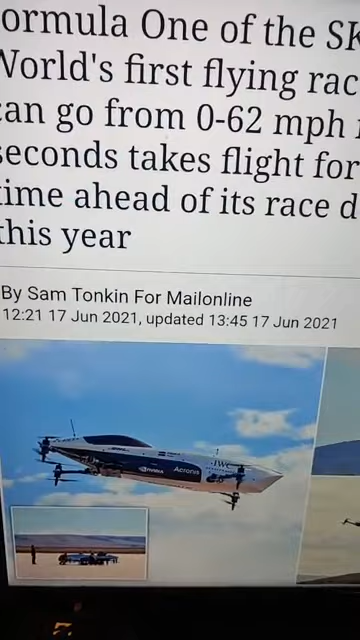 ormula One of the SK
World's first flying rac
can go from 0-62 mph i
seconds takes flight for
time ahead of its race d
this year
By Sam Tonkin For Mailonline
12:21 17 Jun 2021, updated 13:45 17 Jun 2021
NVIDIA
Acronis
IWC